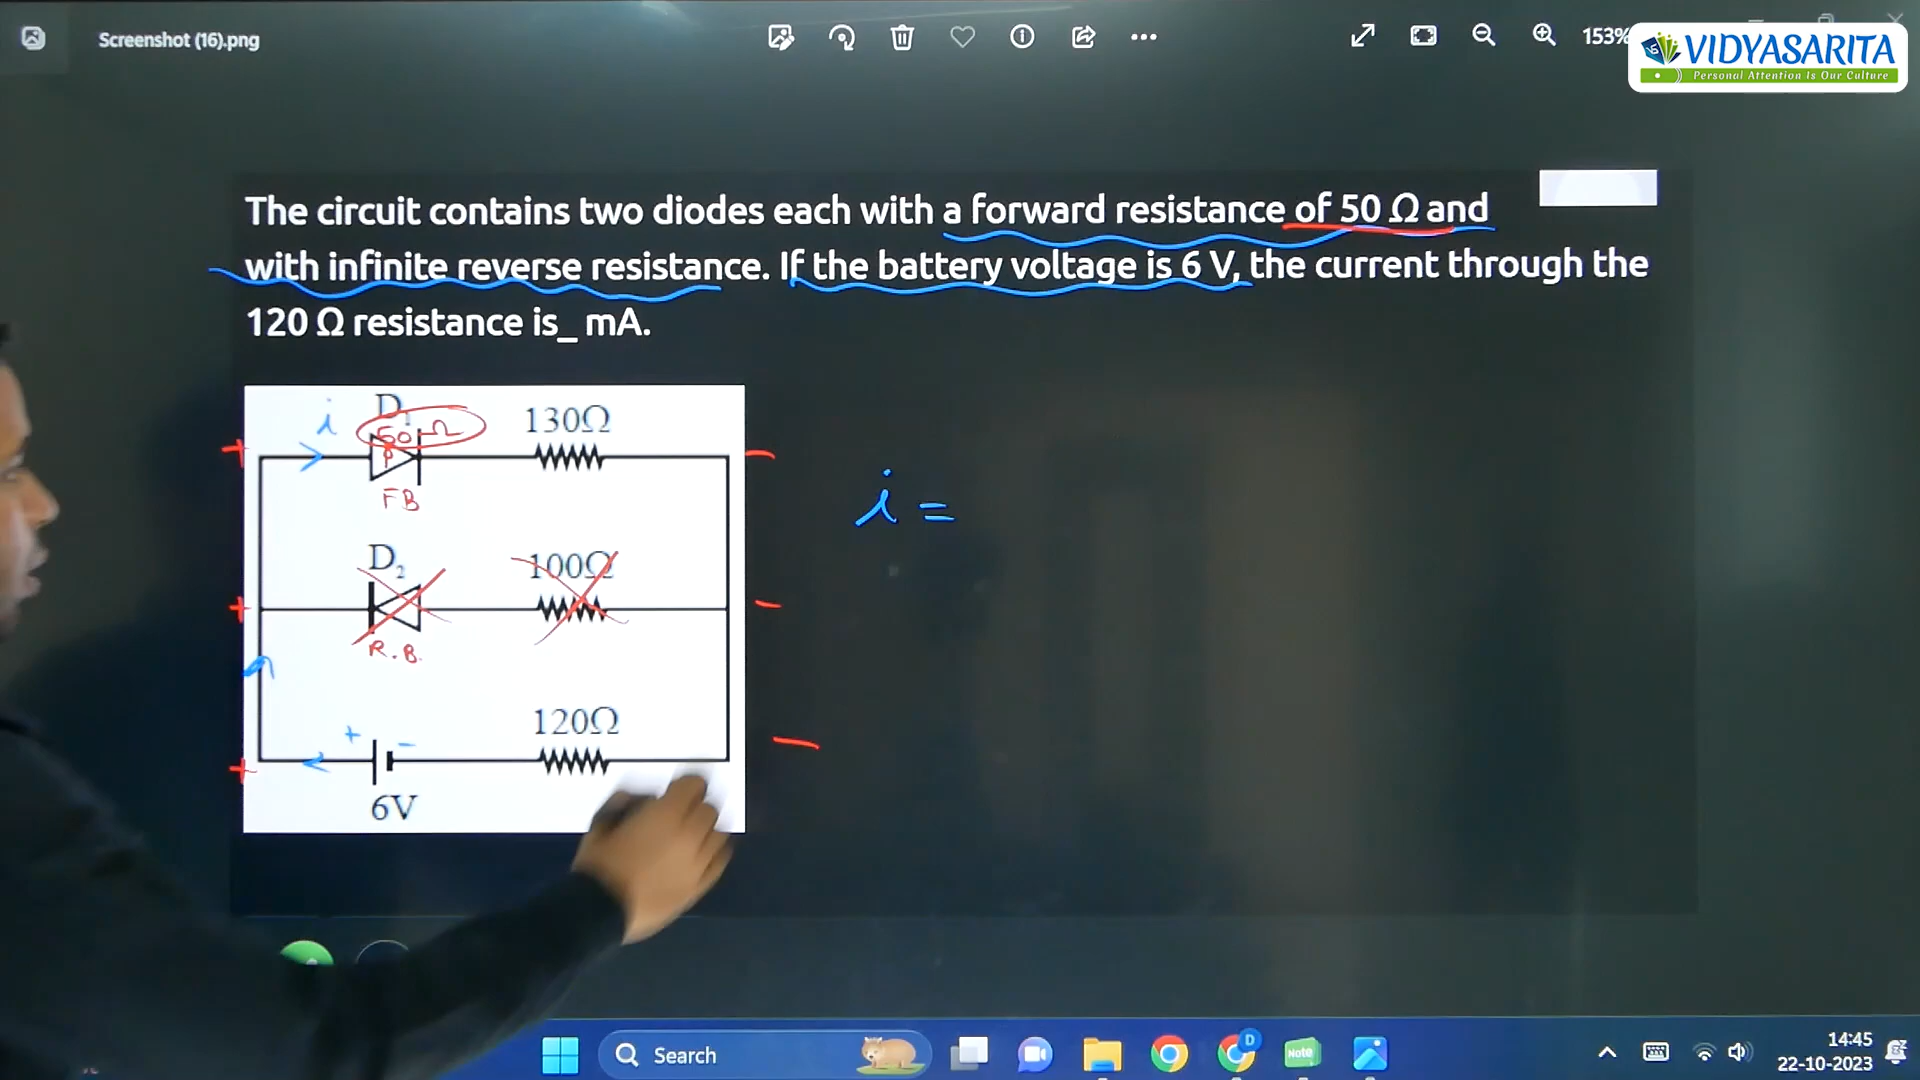 Screenshot (16).png
153%
VIDYASARITA
Personal Attention Is Our Culture
The circuit contains two diodes each with a forward resistance of 50 Ω and
with infinite reverse resistance. If the battery voltage is 6 V, the current through the
120 Ω resistance is_ mA.
i
50 Ω
130Ω
+
P
−
FB
i =
D₂
100Ω
+
−
R.B.
120Ω
+
−
−
+
6V
Search
D
Note
14:45
22-10-2023